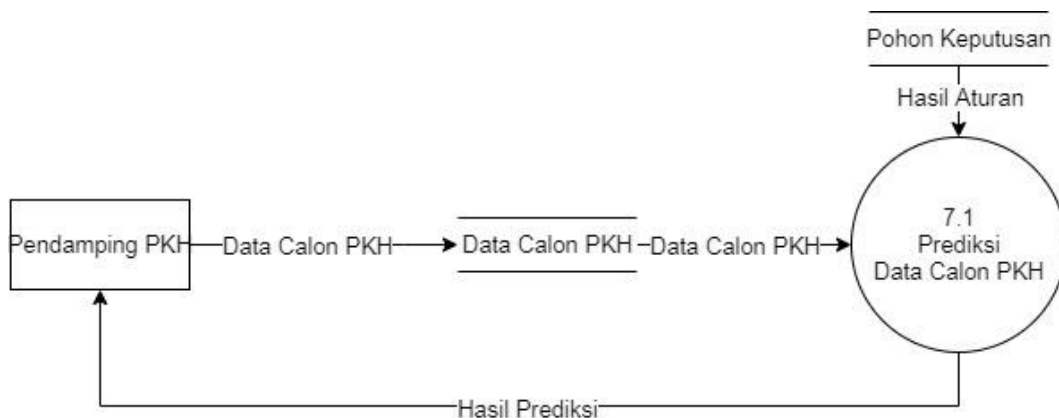 Pohon Keputusan
Hasil Aturan
Pendamping PKH
Data Calon PKH
Data Calon PKH
Data Calon PKH
7.1
Prediksi
Data Calon PKH
Hasil Prediksi